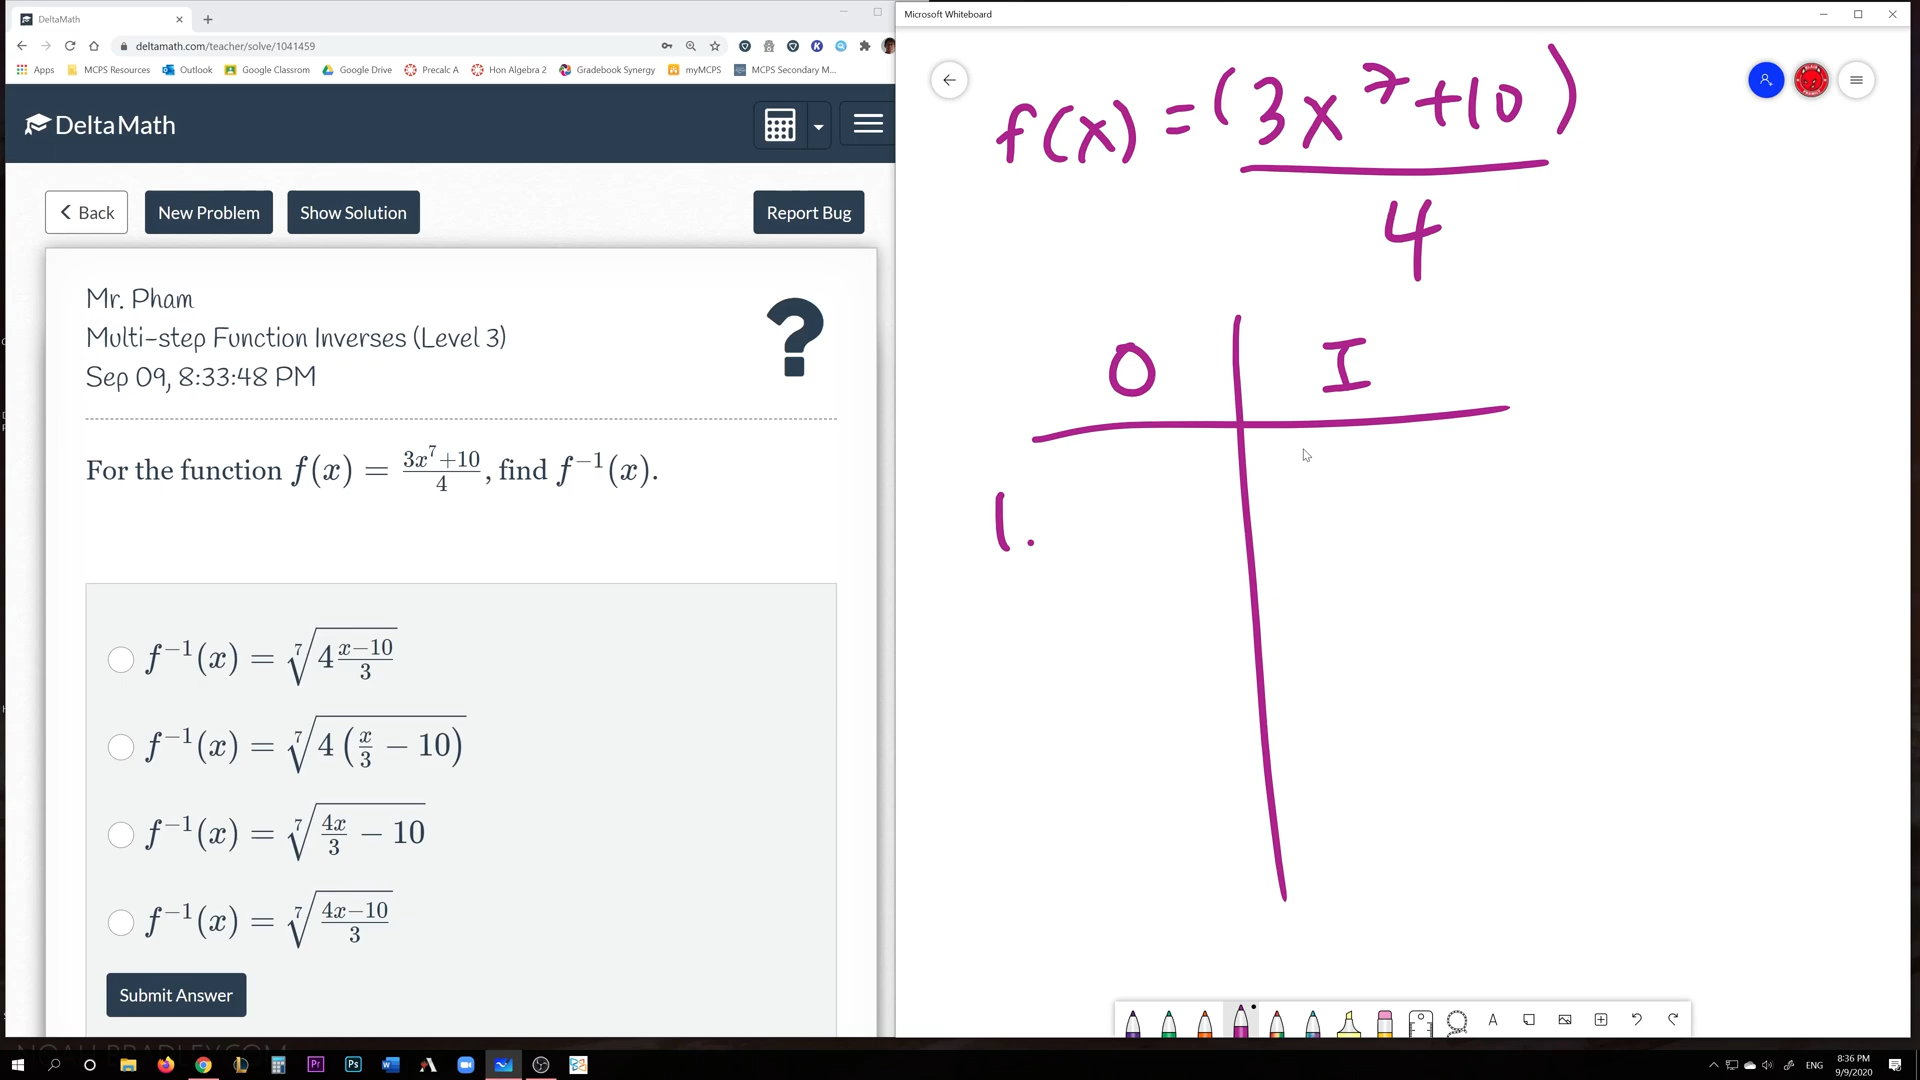 DeltaMath
Microsoft Whiteboard
deltamath.com/teacher/solve/1041459
Apps MCPS Resources Outlook Google Classrom Google Drive Precalc A Hon Algebra 2 Gradebook Synergy myMCPS MCPS Secondary M...
DeltaMath
Back New Problem Show Solution Report Bug
Mr. Pham
Multi-step Function Inverses (Level 3)
Sep 09, 8:33:48 PM
?
For the function f(x) = (3x⁷+10)/4, find f⁻¹(x).
f⁻¹(x) = ⁷√(4 (x−10)/3)
f⁻¹(x) = ⁷√(4(x/3 − 10))
f⁻¹(x) = ⁷√(4x/3 − 10)
f⁻¹(x) = ⁷√((4x−10)/3)
Submit Answer
f(x) = (3x⁷+10)
4
O I
1.
ENG
8:36 PM
9/9/2020